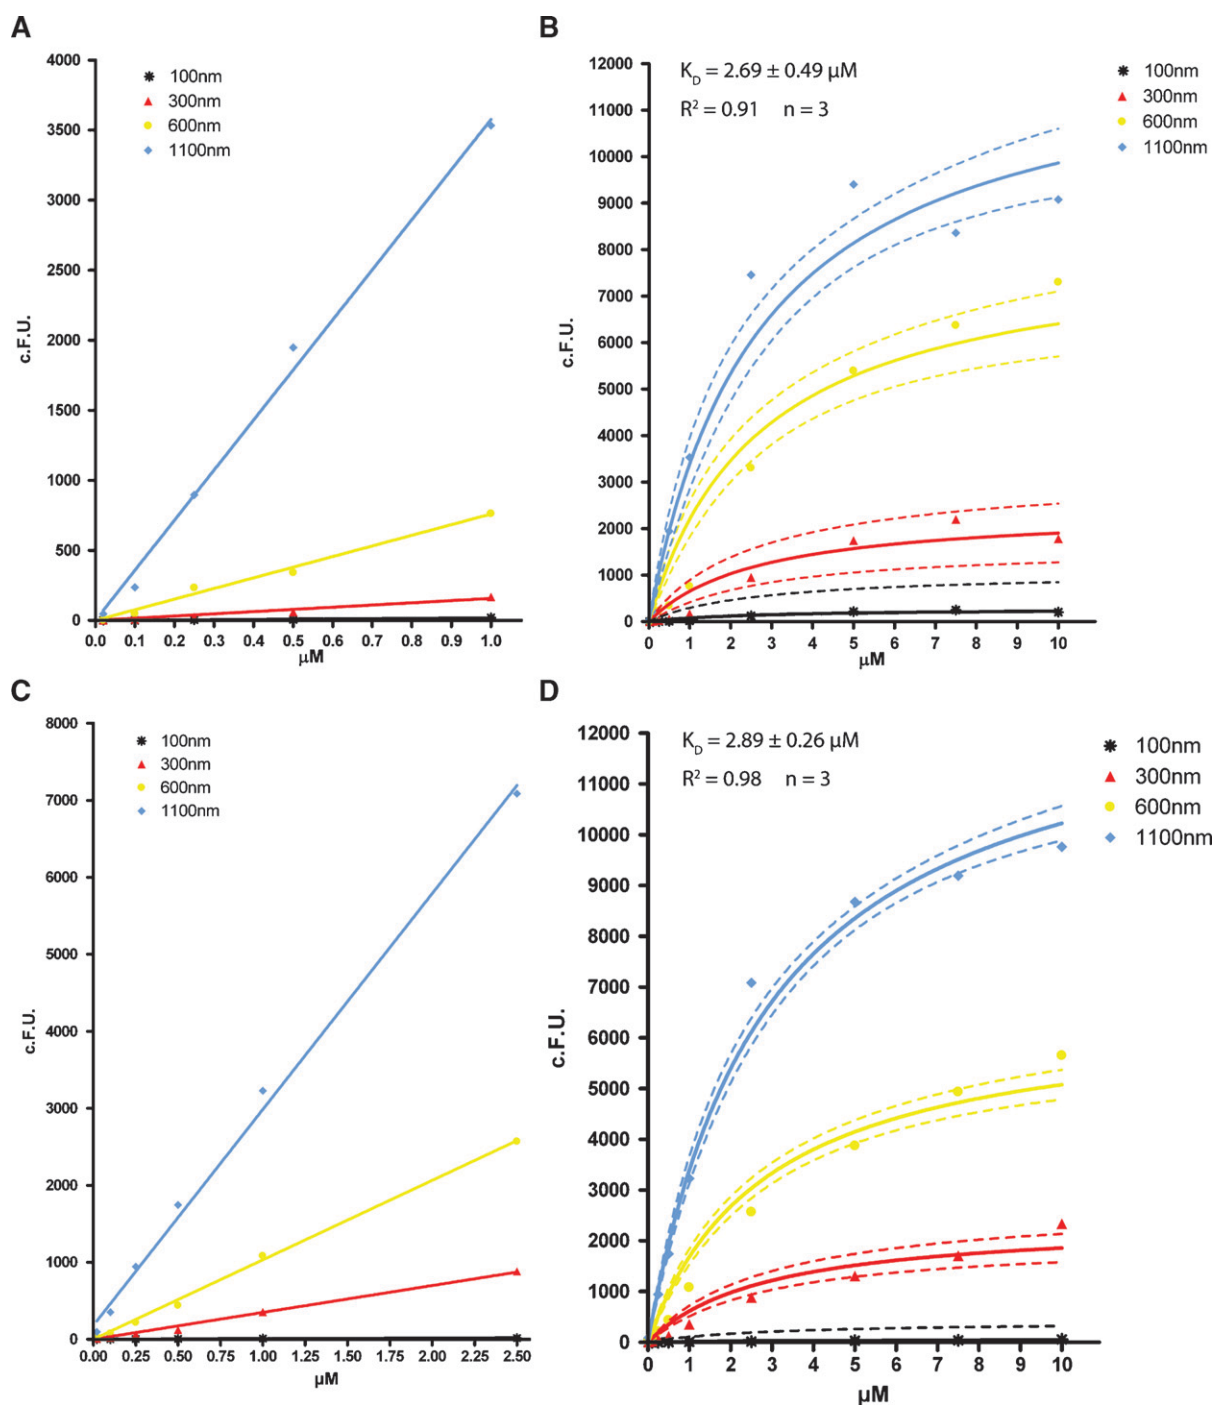 A
4000
3500
3000
2500
2000
1500
1000
500
0
c.F.U.
100nm
300nm
600nm
1100nm
0.0 0.1 0.2 0.3 0.4 0.5 0.6 0.7 0.8 0.9 1.0
µM
B
12000
11000
10000
9000
8000
7000
6000
5000
4000
3000
2000
1000
0
c.F.U.
K_D = 2.69 ± 0.49 µM
R² = 0.91 n = 3
100nm
300nm
600nm
1100nm
0 1 2 3 4 5 6 7 8 9 10
µM
C
8000
7000
6000
5000
4000
3000
2000
1000
0
c.F.U.
100nm
300nm
600nm
1100nm
0.00 0.25 0.50 0.75 1.00 1.25 1.50 1.75 2.00 2.25 2.50
µM
D
12000
11000
10000
9000
8000
7000
6000
5000
4000
3000
2000
1000
0
c.F.U.
K_D = 2.89 ± 0.26 µM
R² = 0.98 n = 3
100nm
300nm
600nm
1100nm
0 1 2 3 4 5 6 7 8 9 10
µM